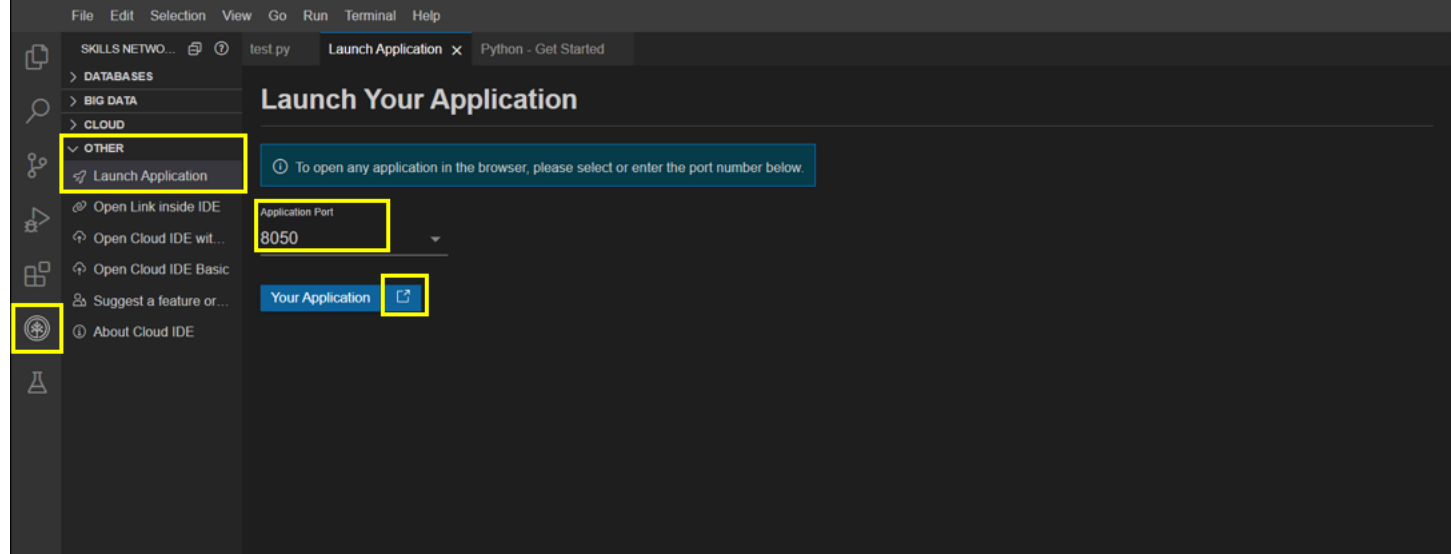 File Edit Selection View Go Run Terminal Help
SKILLS NETWO...
test.py Launch Application Python - Get Started
DATABASES
BIG DATA
CLOUD
OTHER
Launch Application
Open Link inside IDE
Open Cloud IDE wit...
Open Cloud IDE Basic
Suggest a feature or...
About Cloud IDE
Launch Your Application
To open any application in the browser, please select or enter the port number below.
Application Port
8050
Your Application